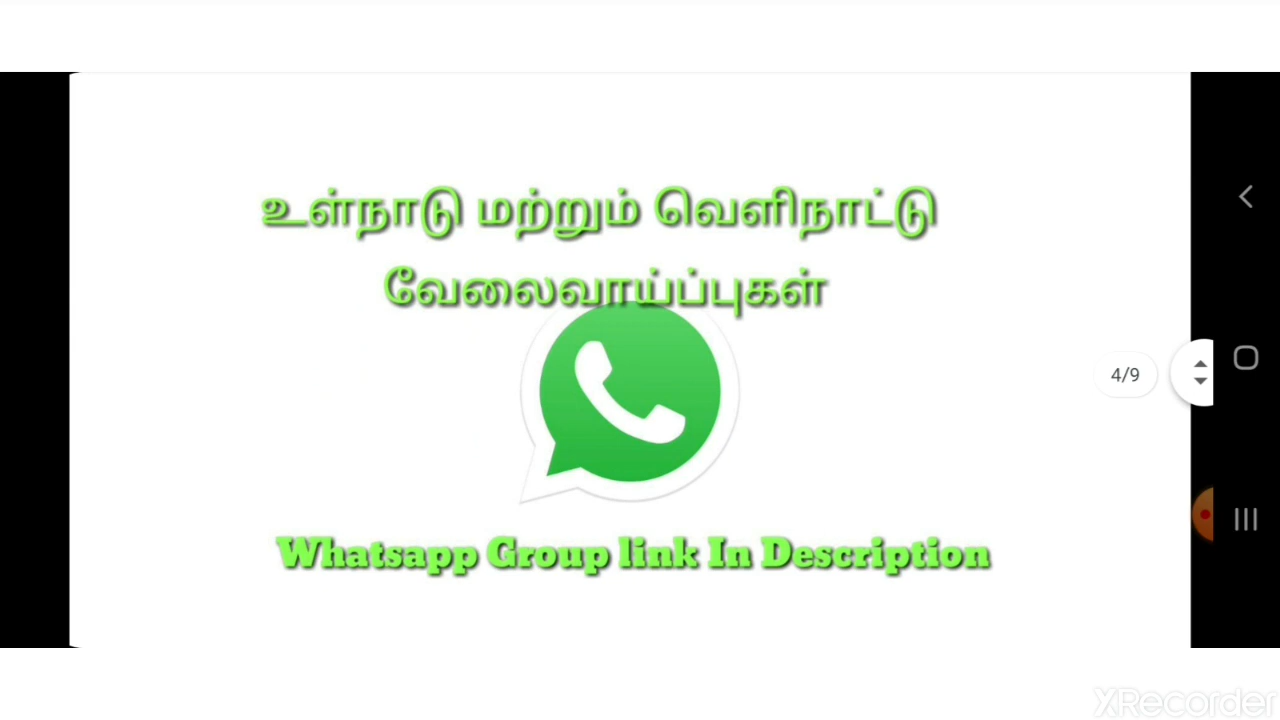 உள்நாடு மற்றும் வெளிநாட்டு
வேலைவாய்ப்புகள்
4/9
Whatsapp Group link In Description
XRecorder